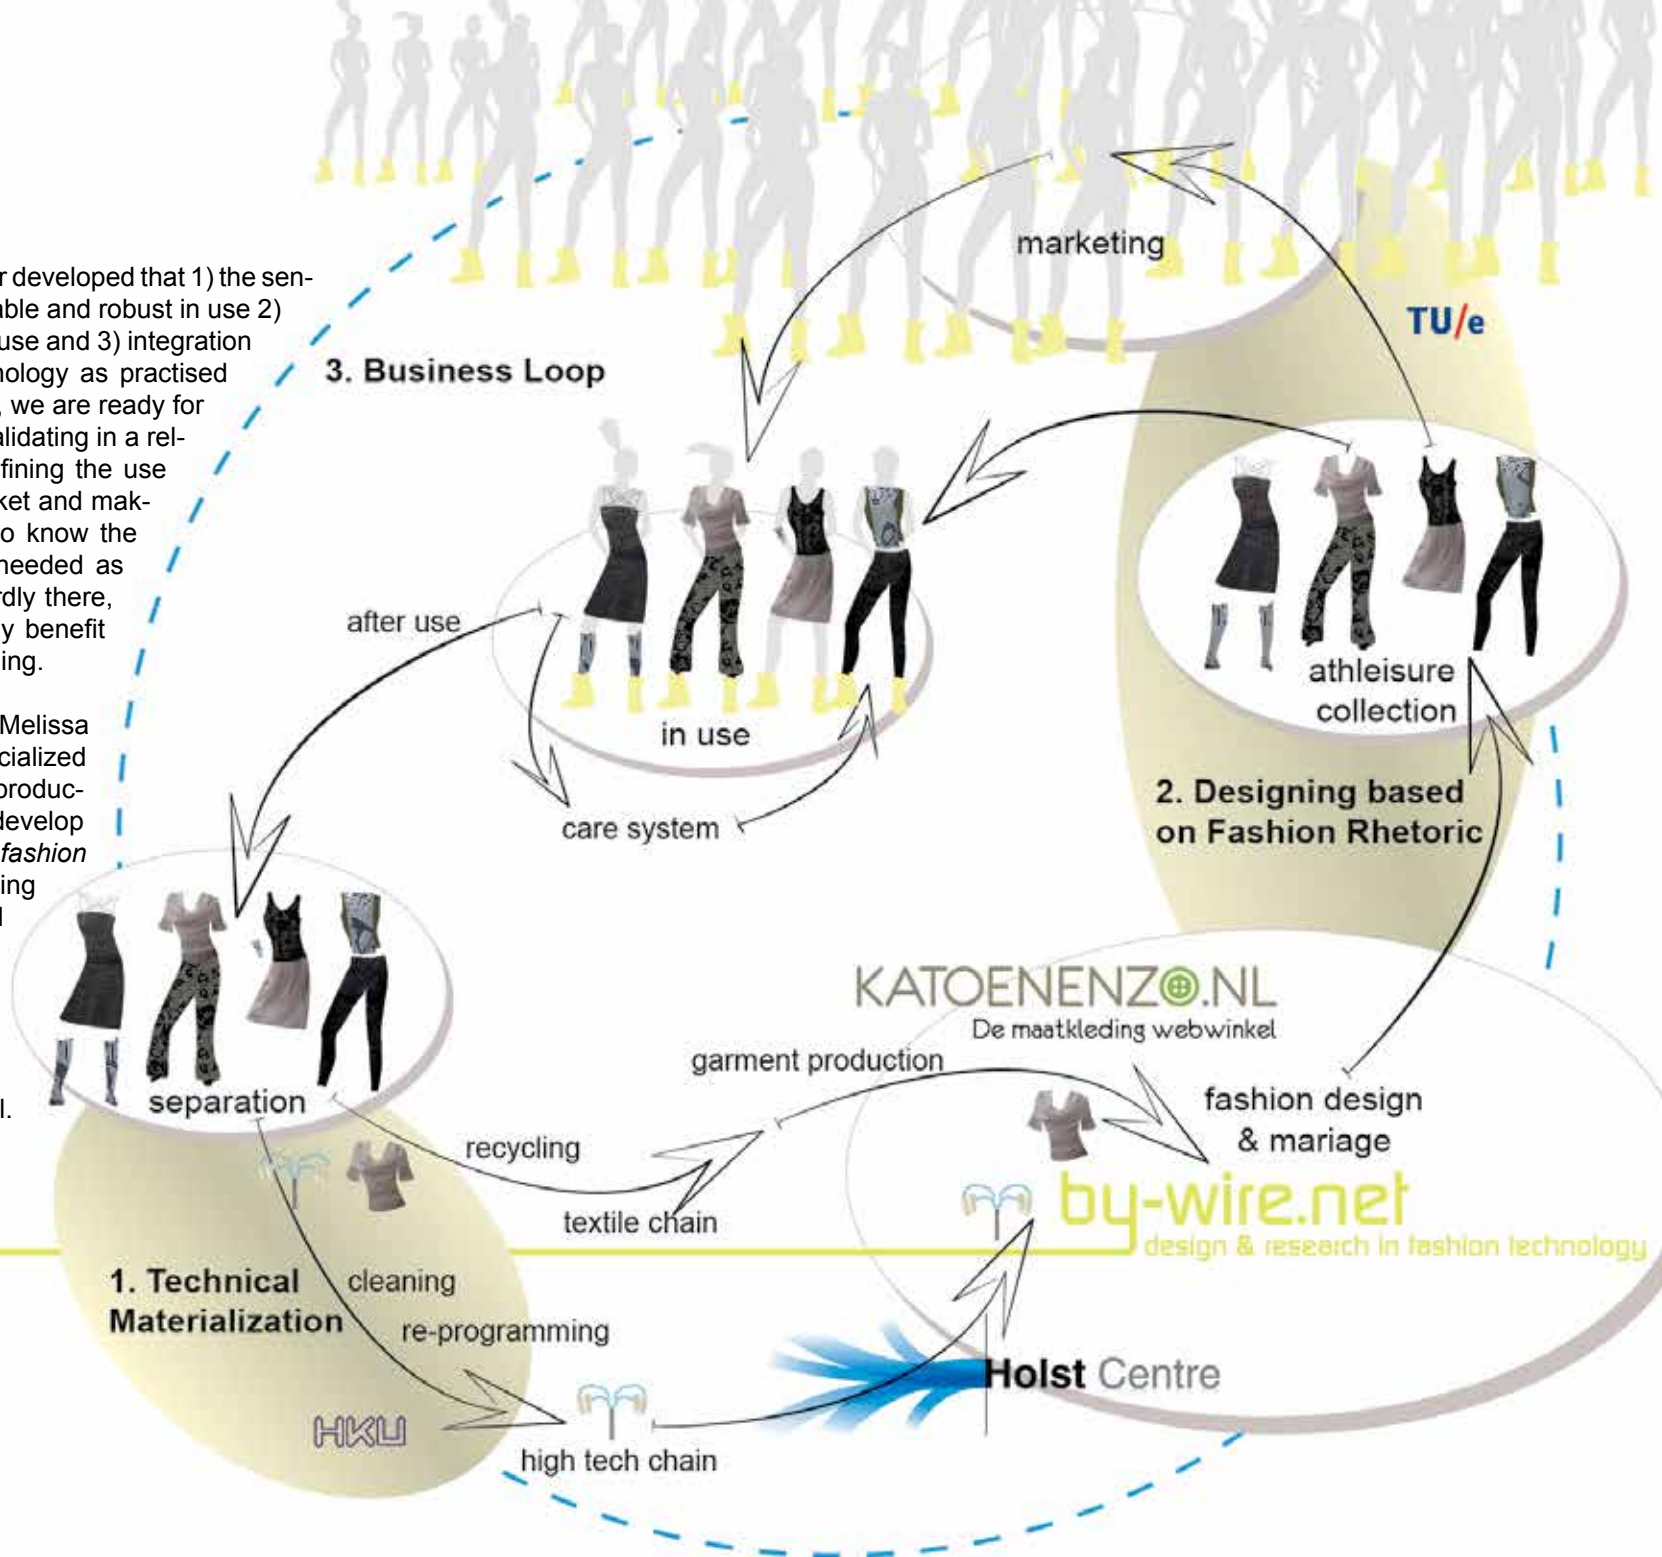 r developed that 1) the sen-
able and robust in use 2)
use and 3) integration
nology as practised
, we are ready for
alidating in a rel-
fining the use
ket and mak-
o know the
needed as
rdly there,
y benefit
ing.
Melissa
cialized
produc-
develop
fashion
ing
l.
marketing
TU/e
3. Business Loop
after use
in use
care system
athleisure
collection
2. Designing based
on Fashion Rhetoric
separation
KATOENENZO.NL
De maatkleding webwinkel
garment production
fashion design
& mariage
recycling
textile chain
by-wire.net
design & research in fashion technology
1. Technical
Materialization
cleaning
re-programming
HKU
high tech chain
Holst Centre